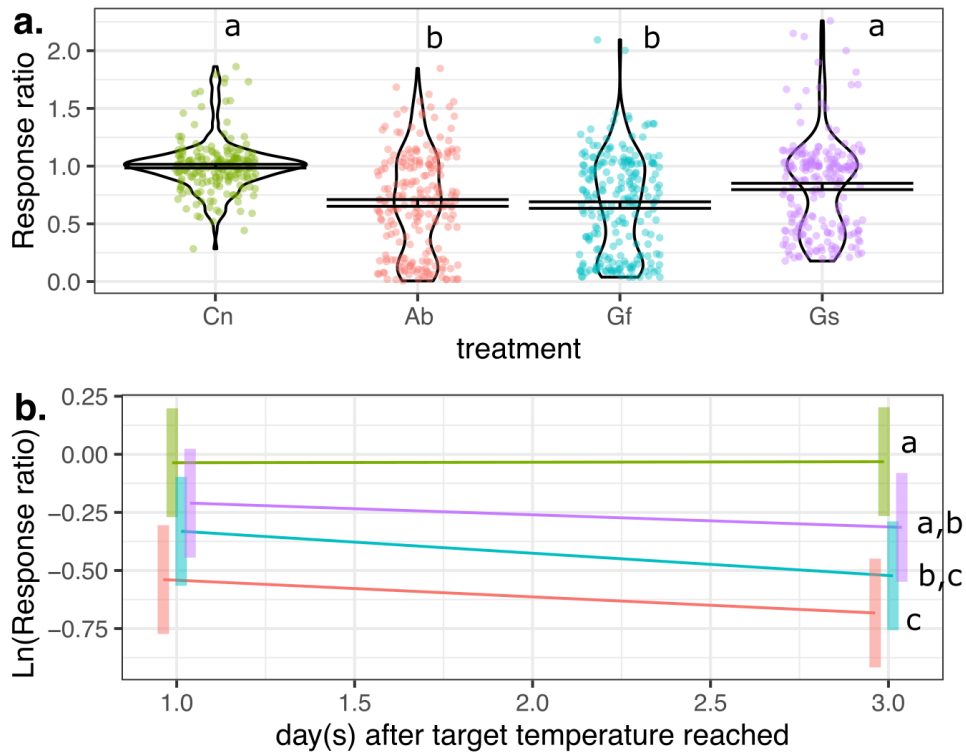 a.
a b b a
2.0
1.5
1.0
0.5
0.0
Response ratio
Cn Ab Gf Gs
treatment
b.
0.25
0.00
−0.25
−0.50
−0.75
Ln(Response ratio)
a
a,b
b,c
c
1.0 1.5 2.0 2.5 3.0
day(s) after target temperature reached